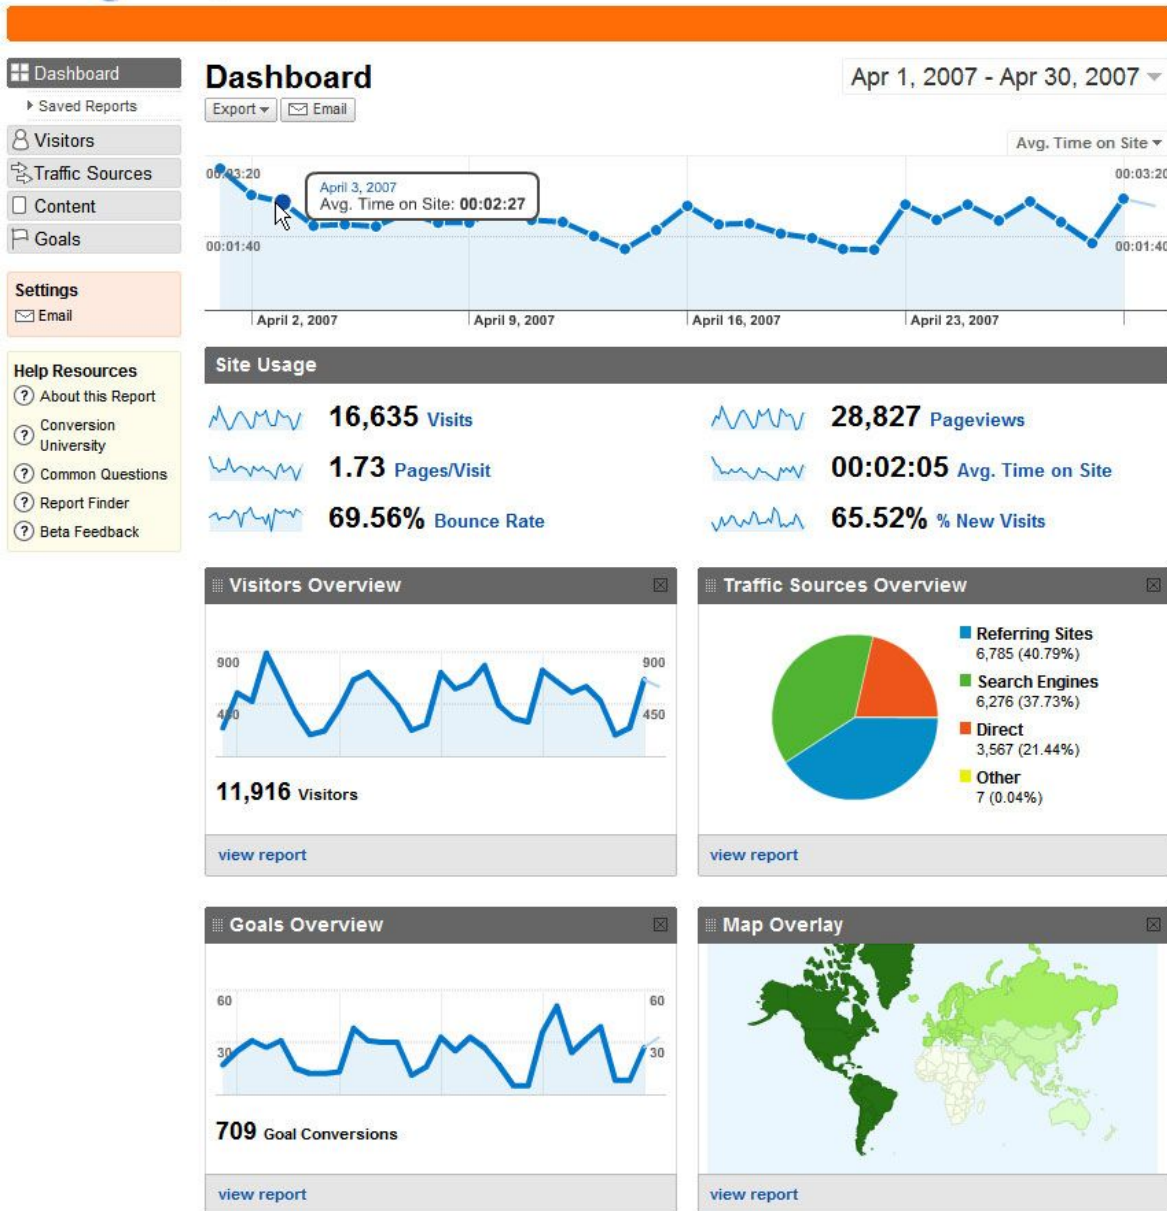 Dashboard
Saved Reports
Visitors
Traffic Sources
Content
Goals
Settings
Email
Help Resources
? About this Report
? Conversion
University
? Common Questions
? Report Finder
? Beta Feedback
Dashboard
Apr 1, 2007 - Apr 30, 2007
Export
Email
Avg. Time on Site
00:03:20
00:03:20
April 3, 2007
Avg. Time on Site: 00:02:27
00:01:40
00:01:40
April 2, 2007
April 9, 2007
April 16, 2007
April 23, 2007
Site Usage
16,635 Visits
28,827 Pageviews
1.73 Pages/Visit
00:02:05 Avg. Time on Site
69.56% Bounce Rate
65.52% % New Visits
Visitors Overview
900
900
450
450
11,916 Visitors
view report
Traffic Sources Overview
Referring Sites
6,785 (40.79%)
Search Engines
6,276 (37.73%)
Direct
3,567 (21.44%)
Other
7 (0.04%)
view report
Goals Overview
60
60
30
30
709 Goal Conversions
view report
Map Overlay
view report